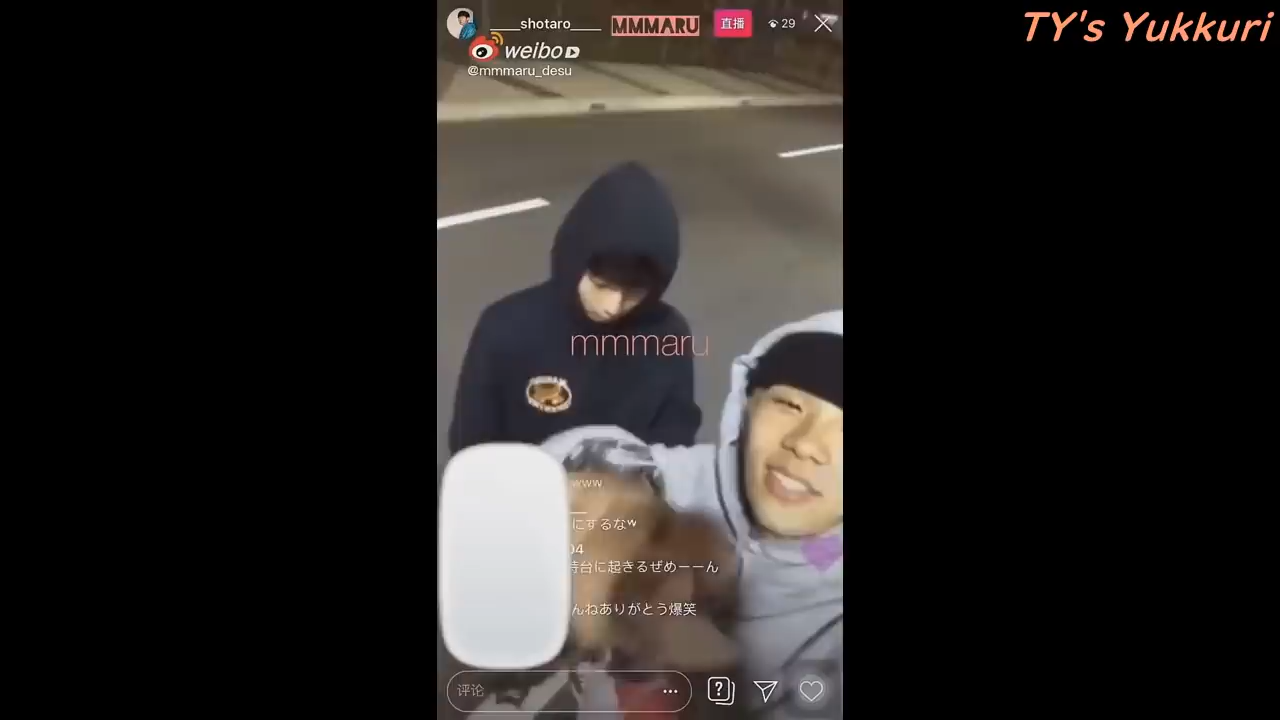 TY's Yukkuri
____shotaro____
MMMARU
直播
29
weibo
@mmmaru_desu
mmmaru
www
にするなʷ
04
時台に起きるぜめーーん
んねありがとう爆笑
评论